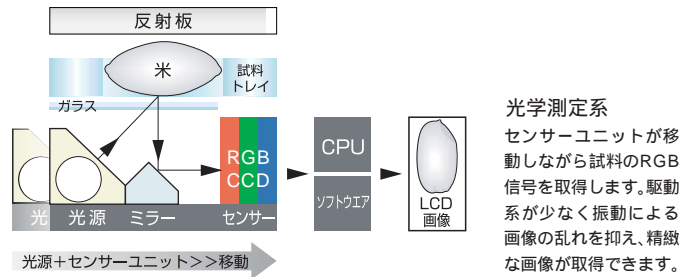 反射板
米
試料
トレイ
ガラス
RGB
CCD
光
光源
ミラー
センサー
CPU
ソフトウエア
LCD
画像
光源＋センサーユニット>>移動
光学測定系
センサーユニットが移
動しながら試料のRGB
信号を取得します。駆動
系が少なく振動による
画像の乱れを抑え、精緻
な画像が取得できます。